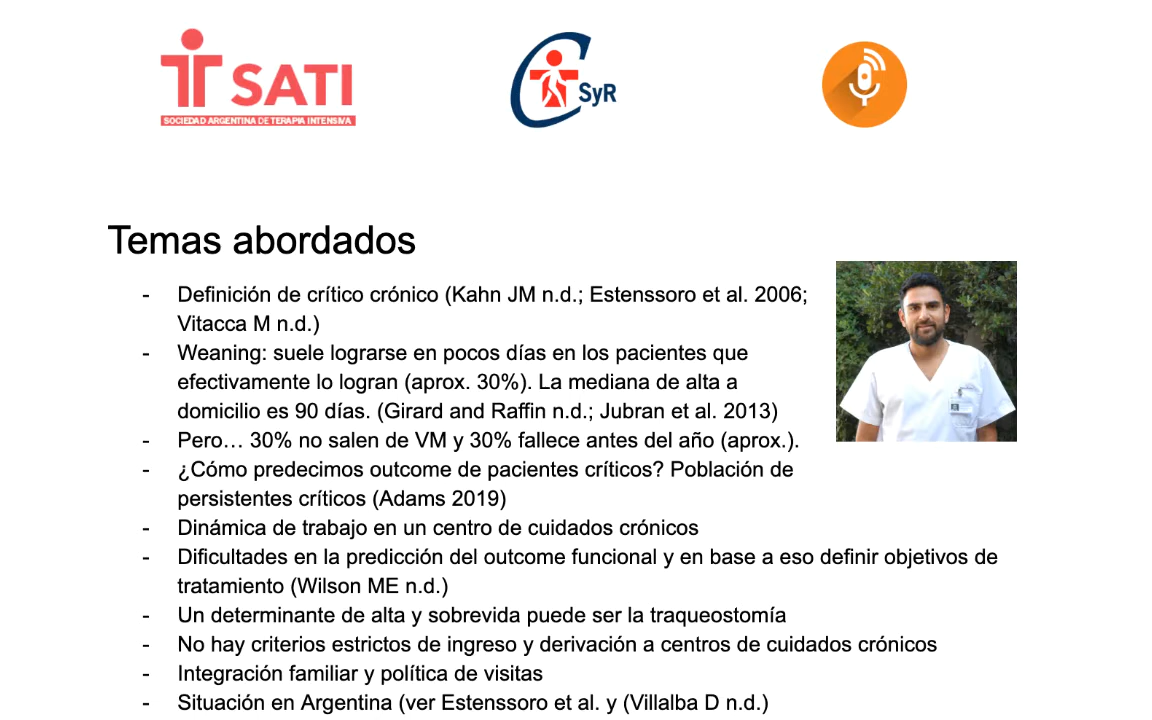 SATI
SOCIEDAD ARGENTINA DE TERAPIA INTENSIVA
C SyR
Temas abordados
- Definición de crítico crónico (Kahn JM n.d.; Estenssoro et al. 2006;
Vitacca M n.d.)
- Weaning: suele lograrse en pocos días en los pacientes que
efectivamente lo logran (aprox. 30%). La mediana de alta a
domicilio es 90 días. (Girard and Raffin n.d.; Jubran et al. 2013)
- Pero… 30% no salen de VM y 30% fallece antes del año (aprox.).
- ¿Cómo predecimos outcome de pacientes críticos? Población de
persistentes críticos (Adams 2019)
- Dinámica de trabajo en un centro de cuidados crónicos
- Dificultades en la predicción del outcome funcional y en base a eso definir objetivos de
tratamiento (Wilson ME n.d.)
- Un determinante de alta y sobrevida puede ser la traqueostomía
- No hay criterios estrictos de ingreso y derivación a centros de cuidados crónicos
- Integración familiar y política de visitas
- Situación en Argentina (ver Estenssoro et al. y (Villalba D n.d.)